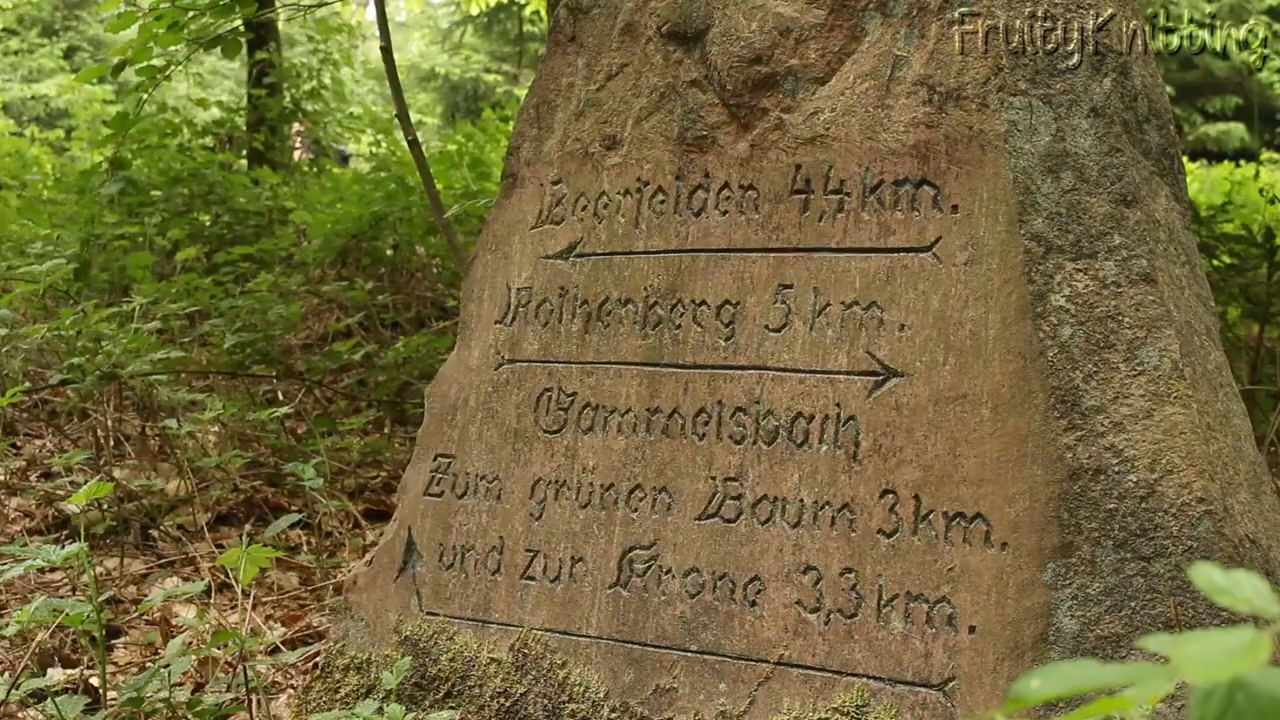 FruityKnitting
Beerfelden 4,4 km.
Rothenberg 5 km.
Gammelsbach
Zum grünen Baum 3 km.
und zur Krone 3,3 km.